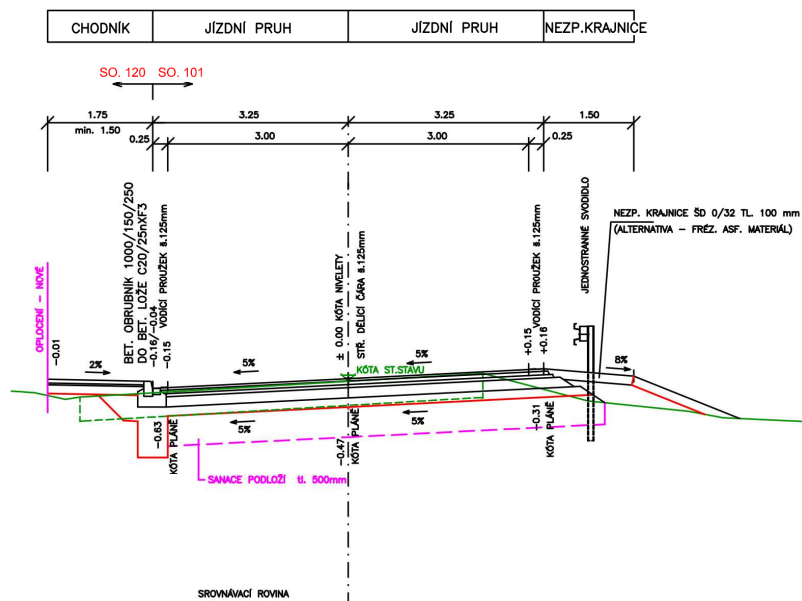 CHODNÍK
JÍZDNÍ PRUH
JÍZDNÍ PRUH
NEZP.KRAJNICE
SO. 120
SO. 101
1.75
3.25
3.25
1.50
min. 1.50
0.25
3.00
3.00
0.25
OPLOCENÍ - NOVÉ
-0.01
BET. OBRUBNÍK 1000/150/250
DO BET. LOŽE C20/25nXF3
-0.16/-0.04
-0.15
VODÍCÍ PROUŽEK š.125mm
± 0.00 KÓTA NIVELETY
STŘ. DĚLÍCÍ ČÁRA š.125mm
+0.15
VODÍCÍ PROUŽEK š.125mm
+0.16
JEDNOSTRANNÉ SVODIDLO
NEZP. KRAJNICE ŠD 0/32 TL. 100 mm
(ALTERNATIVA - FRÉZ. ASF. MATERIÁL)
2%
5%
5%
8%
KÓTA ST.STAVU
-0.63
KÓTA PLÁNĚ
5%
-0.47
KÓTA PLÁNĚ
5%
-0.31
KÓTA PLÁNĚ
SANACE PODLOŽÍ tl. 500mm
SROVNÁVACÍ ROVINA